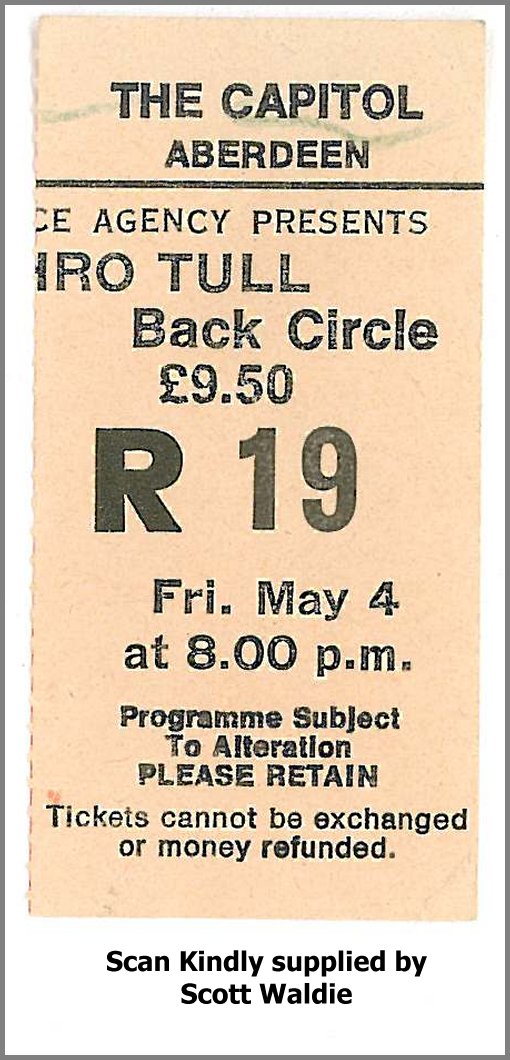 THE CAPITOL
ABERDEEN
CE AGENCY PRESENTS
HRO TULL
Back Circle
£9.50
R 19
Fri. May 4
at 8.00 p.m.
Programme Subject
To Alteration
PLEASE RETAIN
Tickets cannot be exchanged
or money refunded.
Scan Kindly supplied by
Scott Waldie